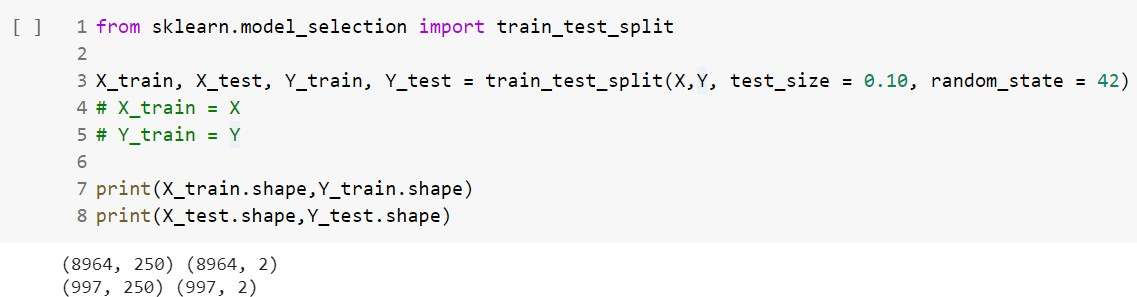 [ ] 1 from sklearn.model_selection import train_test_split
2
3 X_train, X_test, Y_train, Y_test = train_test_split(X,Y, test_size = 0.10, random_state = 42)
4 # X_train = X
5 # Y_train = Y
6
7 print(X_train.shape,Y_train.shape)
8 print(X_test.shape,Y_test.shape)
(8964, 250) (8964, 2)
(997, 250) (997, 2)